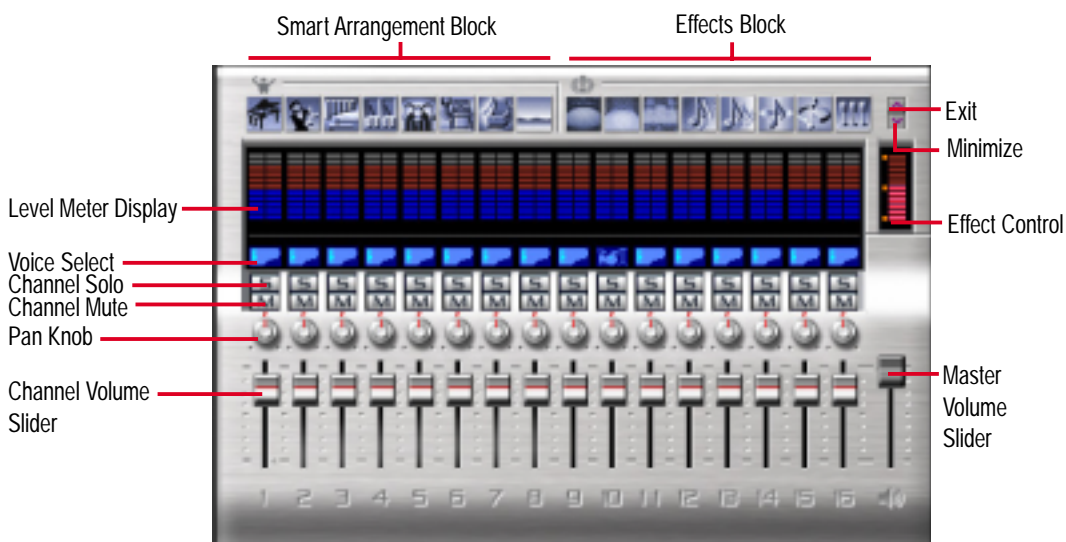 Smart Arrangement Block
Effects Block
Exit
Minimize
Level Meter Display
Effect Control
Voice Select
Channel Solo
S S S S S S S S S S S S S S S S
Channel Mute
M M M M M M M M M M M M M M M M
Pan Knob
Channel Volume
Slider
Master
Volume
Slider
1 2 3 4 5 6 7 8 9 10 11 12 13 14 15 16